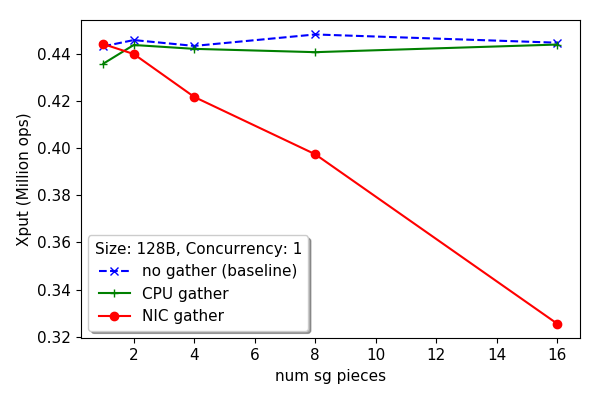 0.44
0.42
0.40
0.38
0.36
0.34
0.32
Xput (Million ops)
Size: 128B, Concurrency: 1
no gather (baseline)
CPU gather
NIC gather
2 4 6 8 10 12 14 16
num sg pieces